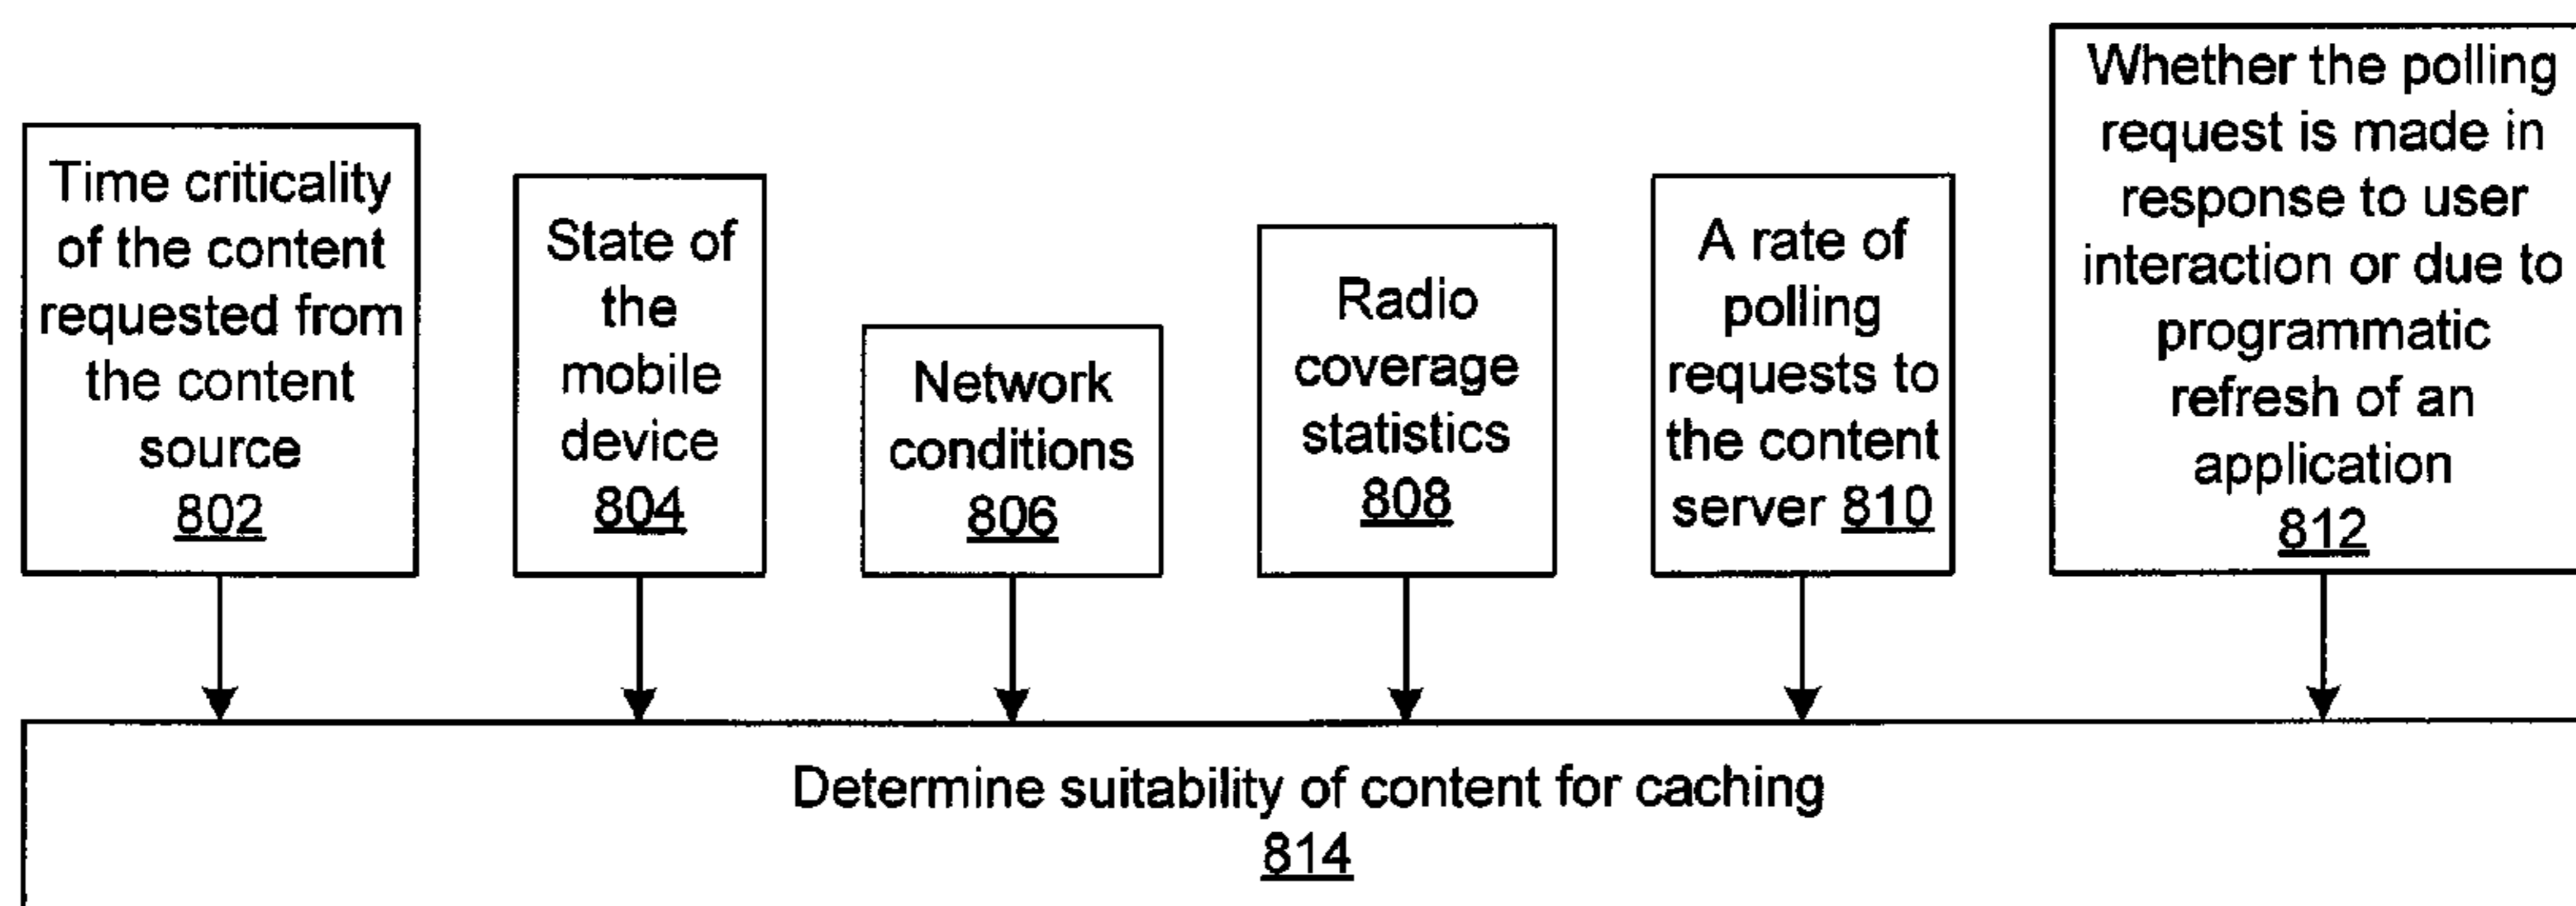 Time criticality
of the content
requested from
the content
source
802
State of
the
mobile
device
804
Network
conditions
806
Radio
coverage
statistics
808
A rate of
polling
requests to
the content
server 810
Whether the polling
request is made in
response to user
interaction or due to
programmatic
refresh of an
application
812
Determine suitability of content for caching
814